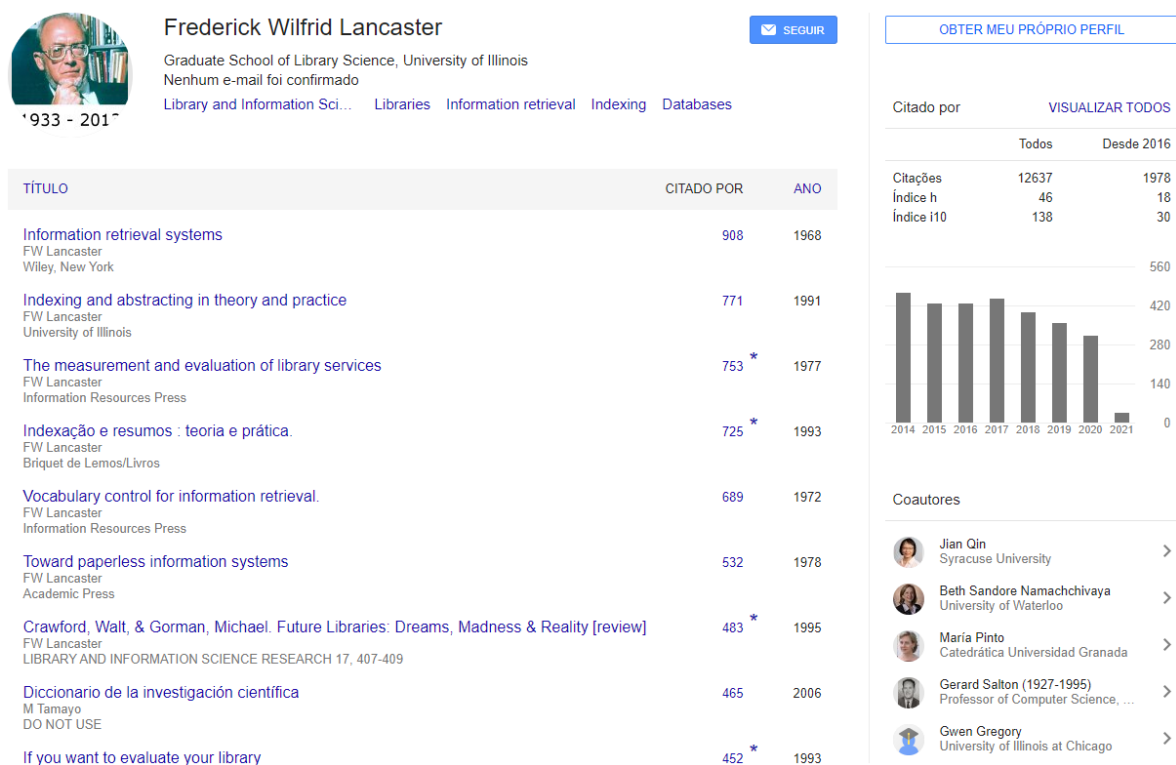 Frederick Wilfrid Lancaster
SEGUIR
Graduate School of Library Science, University of Illinois
Nenhum e-mail foi confirmado
Library and Information Sci... Libraries Information retrieval Indexing Databases
TÍTULO CITADO POR ANO
Information retrieval systems 908 1968
FW Lancaster
Wiley, New York
Indexing and abstracting in theory and practice 771 1991
FW Lancaster
University of Illinois
The measurement and evaluation of library services 753 * 1977
FW Lancaster
Information Resources Press
Indexação e resumos : teoria e prática. 725 * 1993
FW Lancaster
Briquet de Lemos/Livros
Vocabulary control for information retrieval. 689 1972
FW Lancaster
Information Resources Press
Toward paperless information systems 532 1978
FW Lancaster
Academic Press
Crawford, Walt, & Gorman, Michael. Future Libraries: Dreams, Madness & Reality [review] 483 * 1995
FW Lancaster
LIBRARY AND INFORMATION SCIENCE RESEARCH 17, 407-409
Diccionario de la investigación científica 465 2006
M Tamayo
DO NOT USE
If you want to evaluate your library 452 * 1993
OBTER MEU PRÓPRIO PERFIL
Citado por VISUALIZAR TODOS
Todos Desde 2016
Citações 12637 1978
Índice h 46 18
Índice i10 138 30
560
420
280
140
0
2014 2015 2016 2017 2018 2019 2020 2021
Coautores
Jian Qin
Syracuse University
Beth Sandore Namachchivaya
University of Waterloo
María Pinto
Catedrática Universidad Granada
Gerard Salton (1927-1995)
Professor of Computer Science, ...
Gwen Gregory
University of Illinois at Chicago